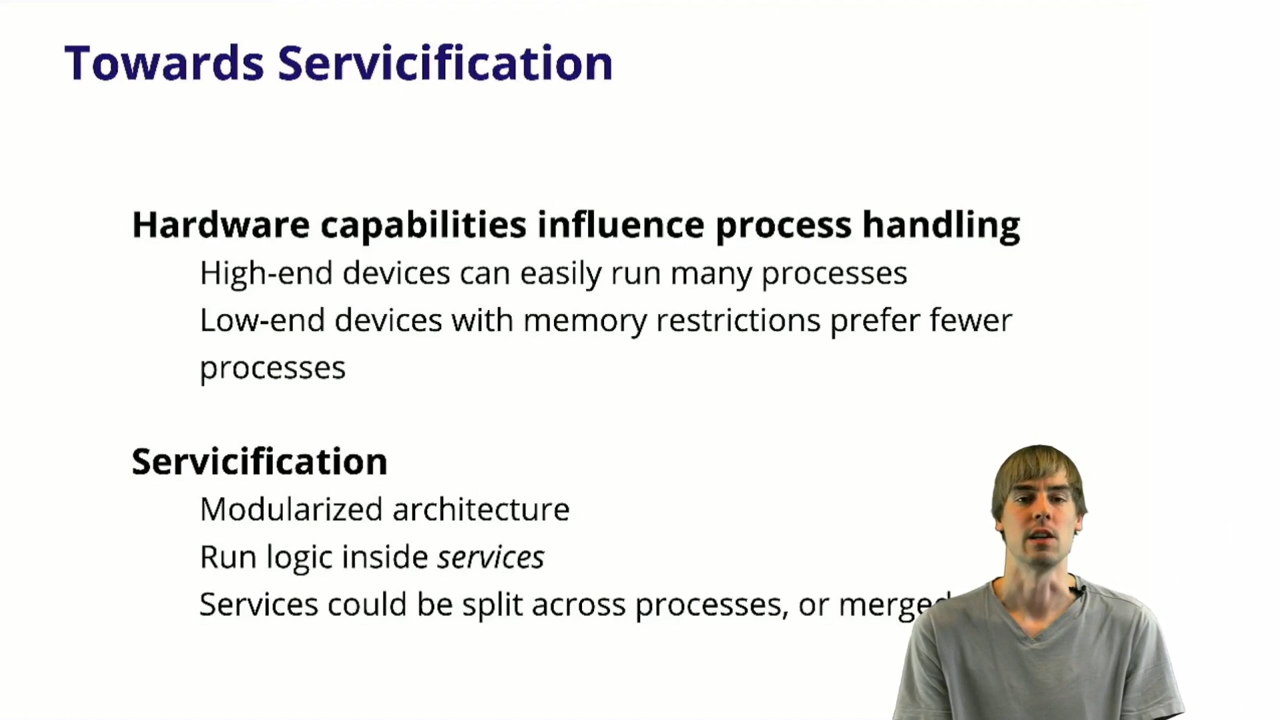 Towards Servicification
Hardware capabilities influence process handling
High-end devices can easily run many processes
Low-end devices with memory restrictions prefer fewer
processes
Servicification
Modularized architecture
Run logic inside services
Services could be split across processes, or merged